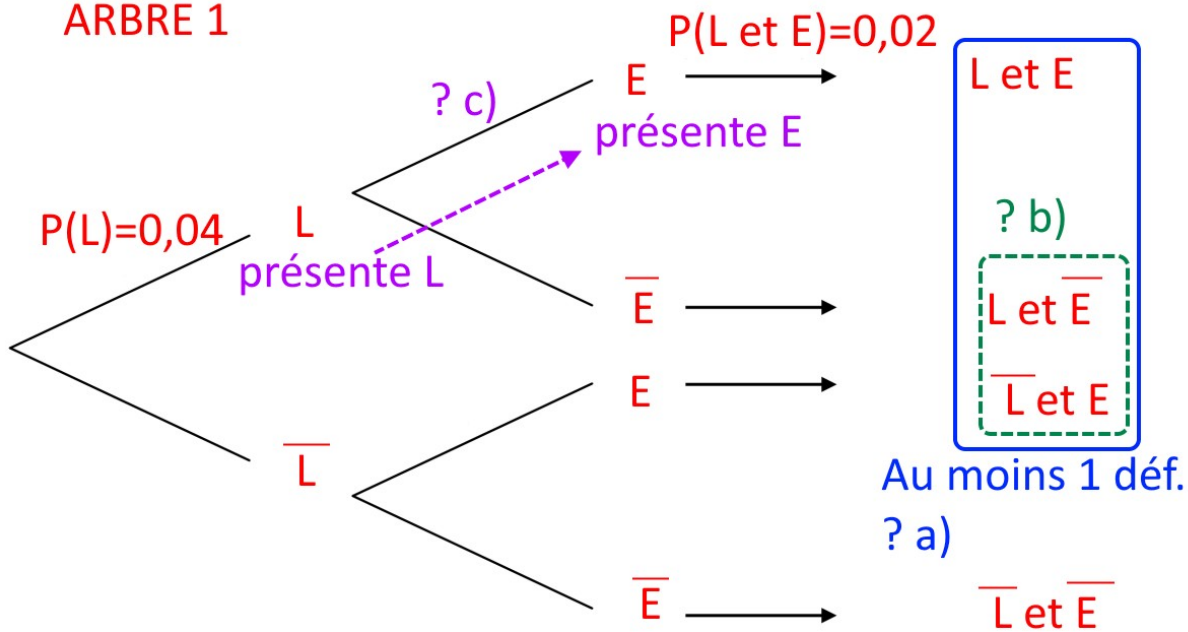 ARBRE 1
P(L et E)=0,02
E
L et E
? c)
présente E
P(L)=0,04
L
présente L
? b)
E̅
L et E̅
E
L̅ et E
L̅
Au moins 1 déf.
? a)
E̅
L̅ et E̅